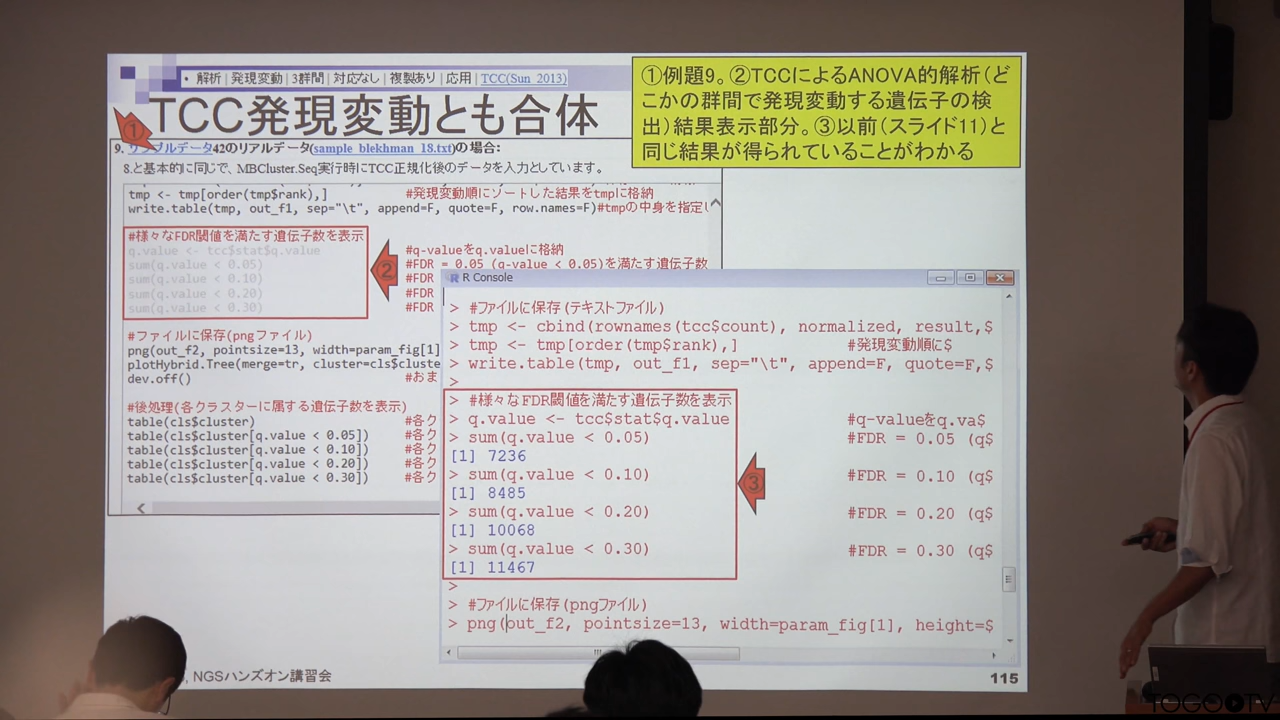 • 解析 | 発現変動 | 3群間 | 対応なし | 複製あり | 応用 | TCC(Sun_2013)
TCC発現変動とも合体
①例題9。②TCCによるANOVA的解析(ど
こかの群間で発現変動する遺伝子の検
出)結果表示部分。③以前(スライド11)と
同じ結果が得られていることがわかる
①
9. サンプルデータ42のリアルデータ(sample_blekhman_18.txt)の場合:
8.と基本的に同じで、MBCluster.Seq実行時にTCC正規化後のデータを入力としています。
tmp <- tmp[order(tmp$rank),] #発現変動順にソートした結果をtmpに格納
write.table(tmp, out_f1, sep="\t", append=F, quote=F, row.names=F)#tmpの中身を指定し
#様々なFDR閾値を満たす遺伝子数を表示
q.value <- tcc$stat$q.value #q-valueをq.valueに格納
sum(q.value < 0.05) #FDR = 0.05 (q-value < 0.05)を満たす遺伝子数
sum(q.value < 0.10) #FDR
sum(q.value < 0.20) #FDR
sum(q.value < 0.30) #FDR
②
#ファイルに保存(pngファイル)
png(out_f2, pointsize=13, width=param_fig[1]
plotHybrid.Tree(merge=tr, cluster=cls$cluste
dev.off() #おま
#後処理(各クラスターに属する遺伝子数を表示)
table(cls$cluster) #各ク
table(cls$cluster[q.value < 0.05]) #各ク
table(cls$cluster[q.value < 0.10]) #各ク
table(cls$cluster[q.value < 0.20]) #各ク
table(cls$cluster[q.value < 0.30]) #各ク
R Console
> #ファイルに保存(テキストファイル)
> tmp <- cbind(rownames(tcc$count), normalized, result,$
> tmp <- tmp[order(tmp$rank),] #発現変動順に$
> write.table(tmp, out_f1, sep="\t", append=F, quote=F,$
>
> #様々なFDR閾値を満たす遺伝子数を表示
> q.value <- tcc$stat$q.value #q-valueをq.va$
> sum(q.value < 0.05) #FDR = 0.05 (q$
[1] 7236
> sum(q.value < 0.10) #FDR = 0.10 (q$
[1] 8485
> sum(q.value < 0.20) #FDR = 0.20 (q$
[1] 10068
> sum(q.value < 0.30) #FDR = 0.30 (q$
[1] 11467
③
>
> #ファイルに保存(pngファイル)
> png(out_f2, pointsize=13, width=param_fig[1], height=$
, NGSハンズオン講習会
115
TOGOTV